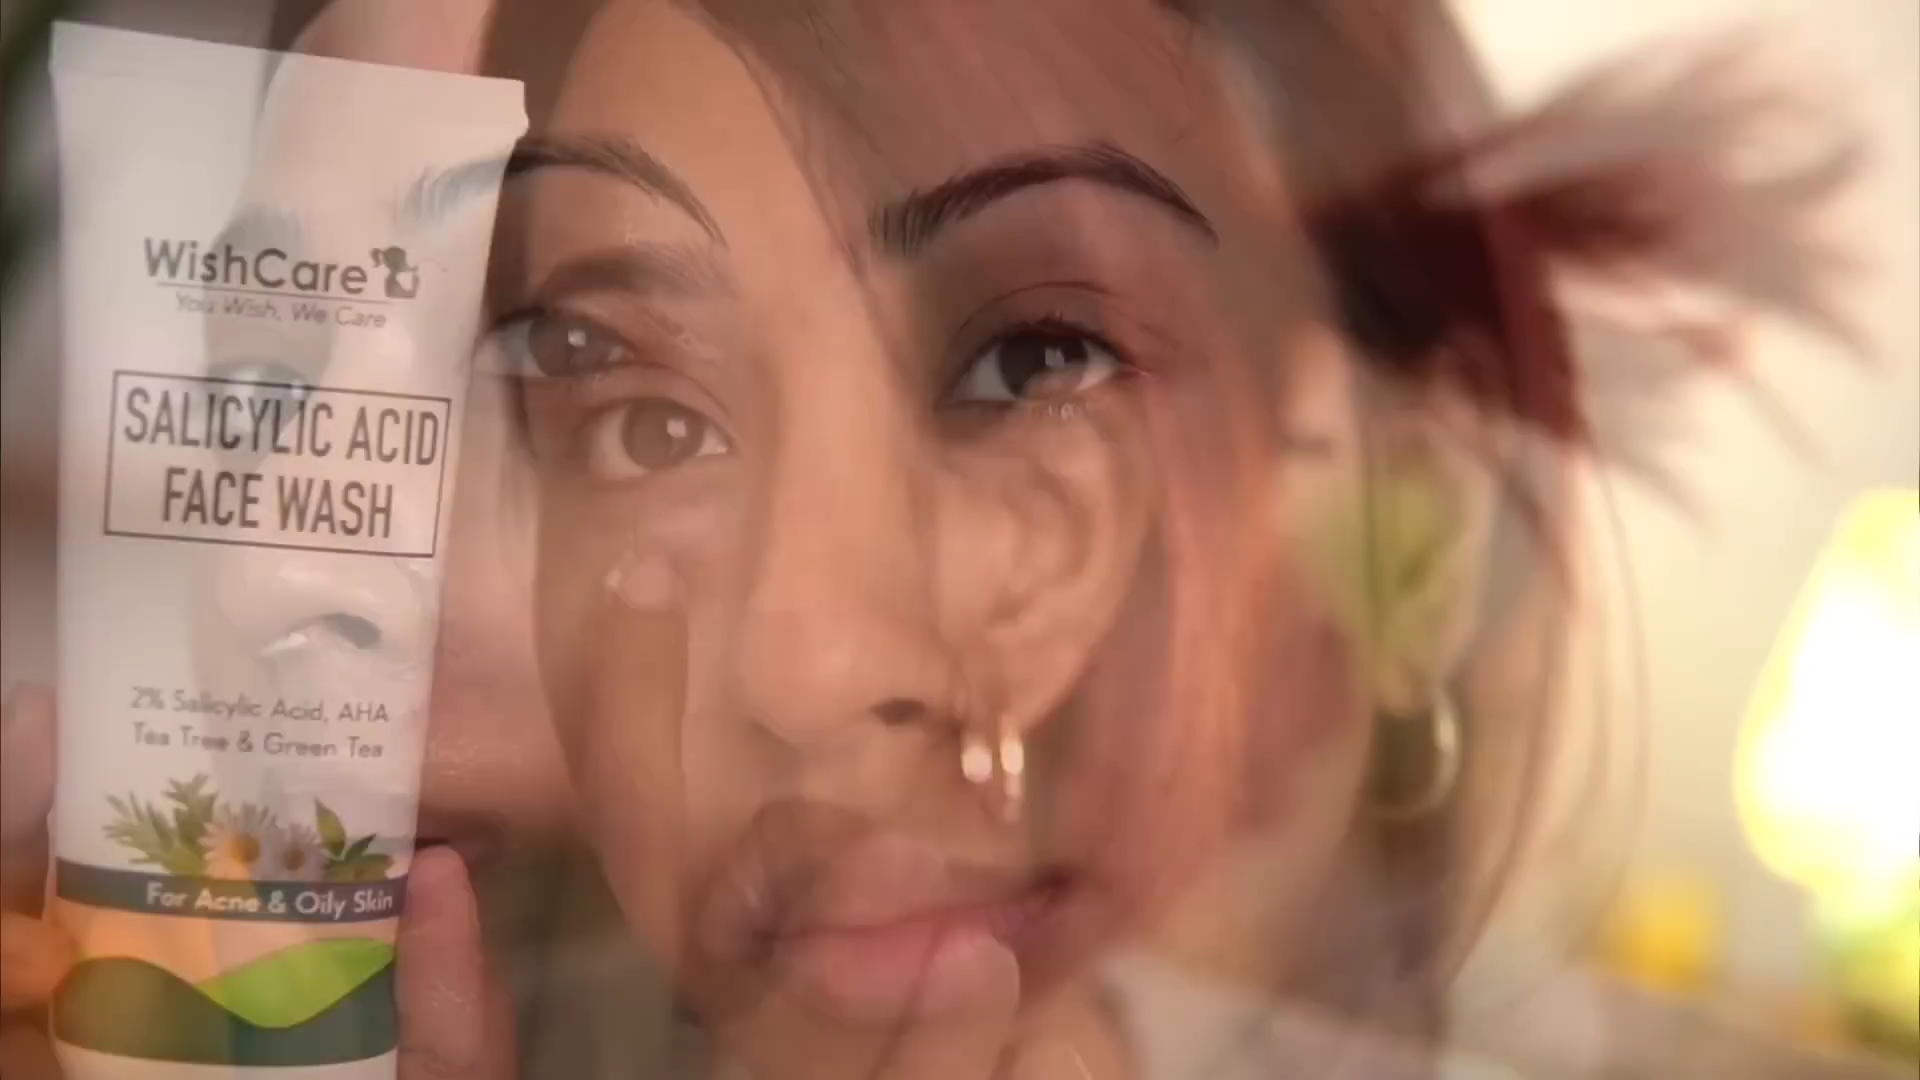 WishCare
You Wish, We Care
SALICYLIC ACID
FACE WASH
2% Salicylic Acid, AHA
Tea Tree & Green Tea
For Acne & Oily Skin